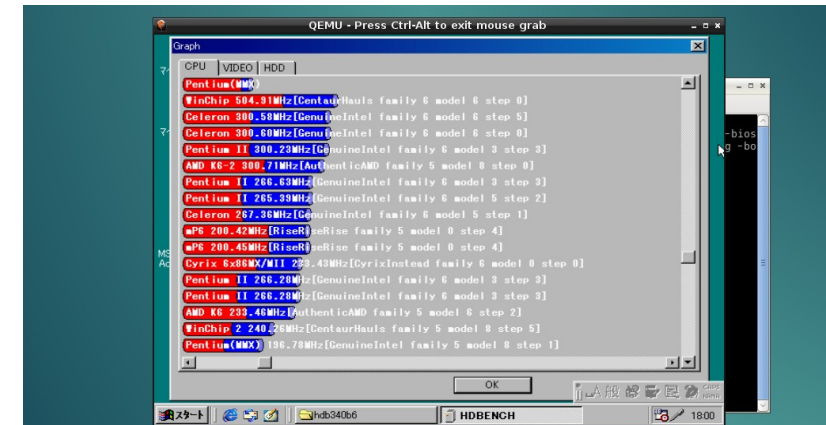 QEMU - Press Ctrl-Alt to exit mouse grab
Graph
CPU VIDEO HDD
Pentium(MMX)
WinChip 504.91MHz[CentaurHauls family 6 model 6 step 0]
Celeron 300.58MHz[GenuineIntel family 6 model 6 step 5]
Celeron 300.60MHz[GenuineIntel family 6 model 6 step 0]
Pentium II 300.23MHz[GenuineIntel family 6 model 3 step 3]
AMD K6-2 300.71MHz[AuthenticAMD family 5 model 8 step 0]
Pentium II 266.63MHz[GenuineIntel family 6 model 3 step 3]
Pentium II 265.39MHz[GenuineIntel family 6 model 5 step 2]
Celeron 267.36MHz[GenuineIntel family 6 model 5 step 1]
mP6 200.42MHz[RiseRiseRise family 5 model 0 step 4]
mP6 200.45MHz[RiseRiseRise family 5 model 0 step 4]
Cyrix 6x86MX/MII 233.43MHz[CyrixInstead family 6 model 0 step 0]
Pentium II 266.28MHz[GenuineIntel family 6 model 3 step 3]
Pentium II 266.28MHz[GenuineIntel family 6 model 3 step 3]
AMD K6 233.46MHz[AuthenticAMD family 5 model 6 step 2]
WinChip 2 240.26MHz[CentaurHauls family 5 model 8 step 5]
Pentium(MMX) 196.78MHz[GenuineIntel family 5 model 8 step 1]
OK
-bios
g -bo
マ
マ
MS
Ac
A 般
CAPS
KANA
スタート hdb340b6 HDBENCH 18:00